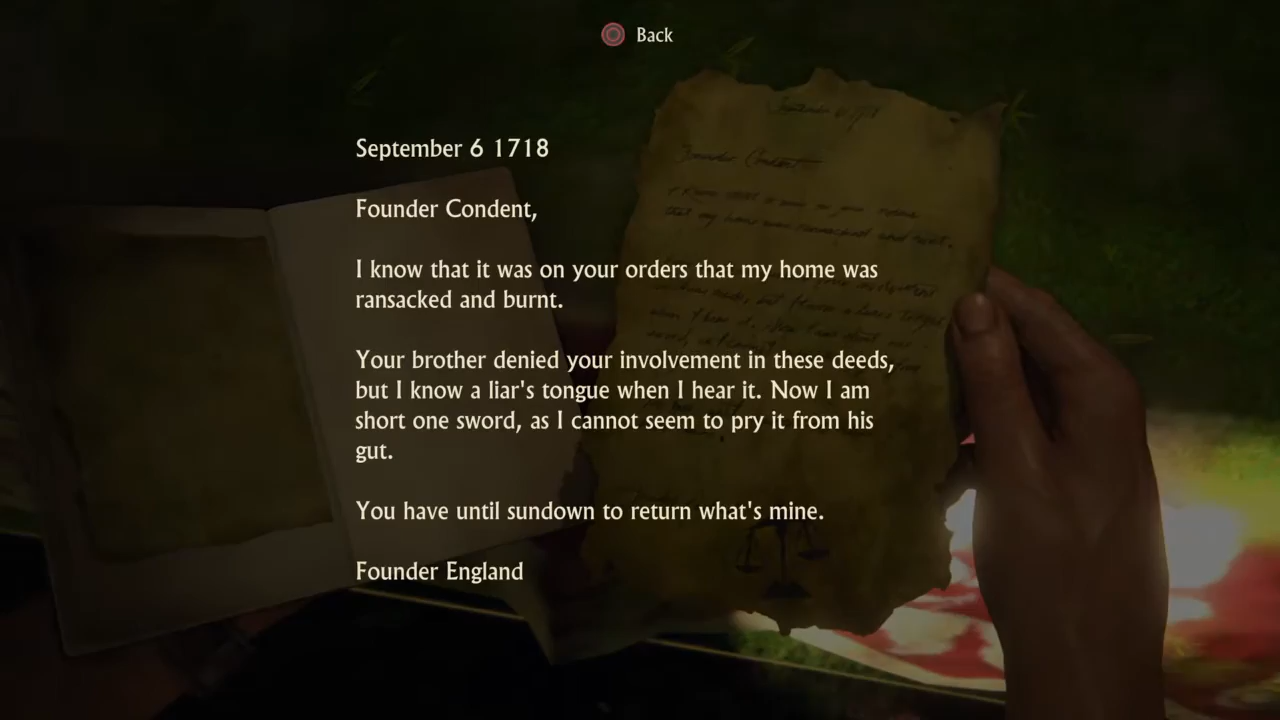 Back
September 6 1718
Founder Condent,
I know that it was on your orders that my home was
ransacked and burnt.
Your brother denied your involvement in these deeds,
but I know a liar's tongue when I hear it. Now I am
short one sword, as I cannot seem to pry it from his
gut.
You have until sundown to return what's mine.
Founder England